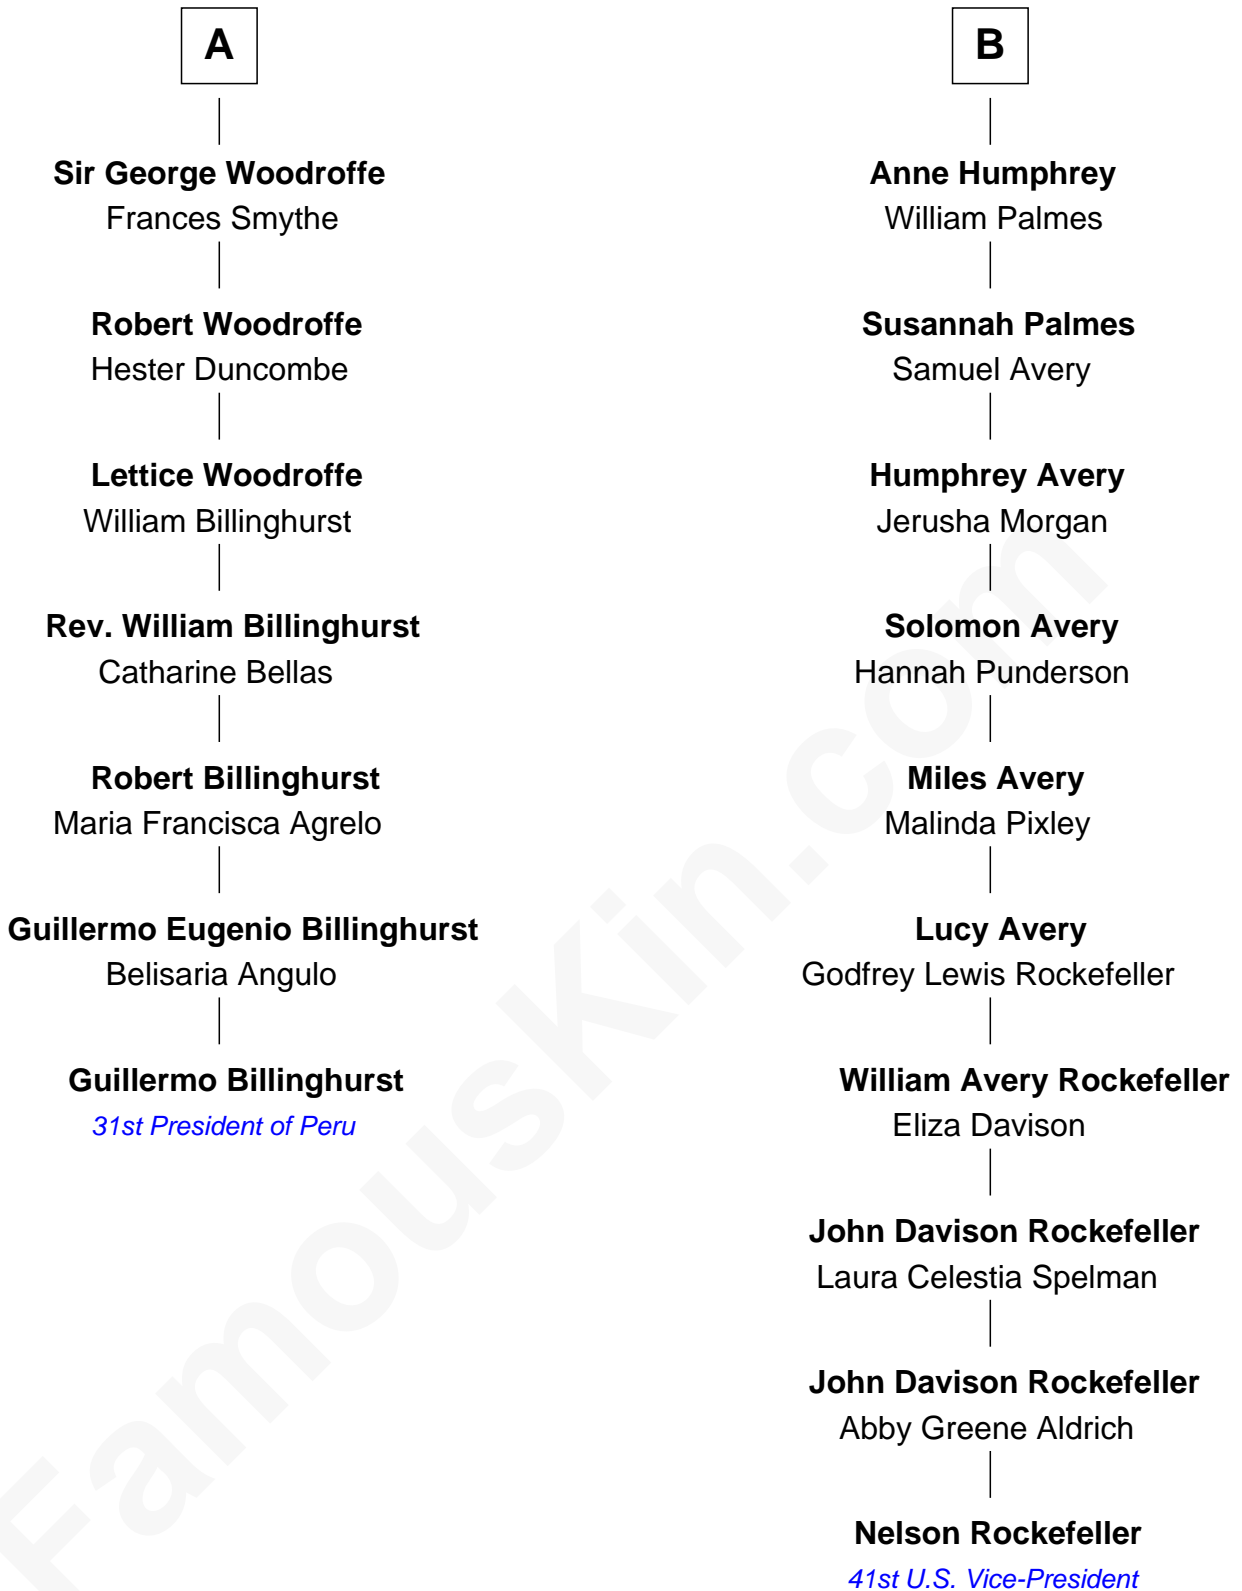 A
Sir George Woodroffe
Frances Smythe
Robert Woodroffe
Hester Duncombe
Lettice Woodroffe
William Billinghurst
Rev. William Billinghurst
Catharine Bellas
Robert Billinghurst
Maria Francisca Agrelo
Guillermo Eugenio Billinghurst
Belisaria Angulo
Guillermo Billinghurst
31st President of Peru
B
Anne Humphrey
William Palmes
Susannah Palmes
Samuel Avery
Humphrey Avery
Jerusha Morgan
Solomon Avery
Hannah Punderson
Miles Avery
Malinda Pixley
Lucy Avery
Godfrey Lewis Rockefeller
William Avery Rockefeller
Eliza Davison
John Davison Rockefeller
Laura Celestia Spelman
John Davison Rockefeller
Abby Greene Aldrich
Nelson Rockefeller
41st U.S. Vice-President
FamousKin.com